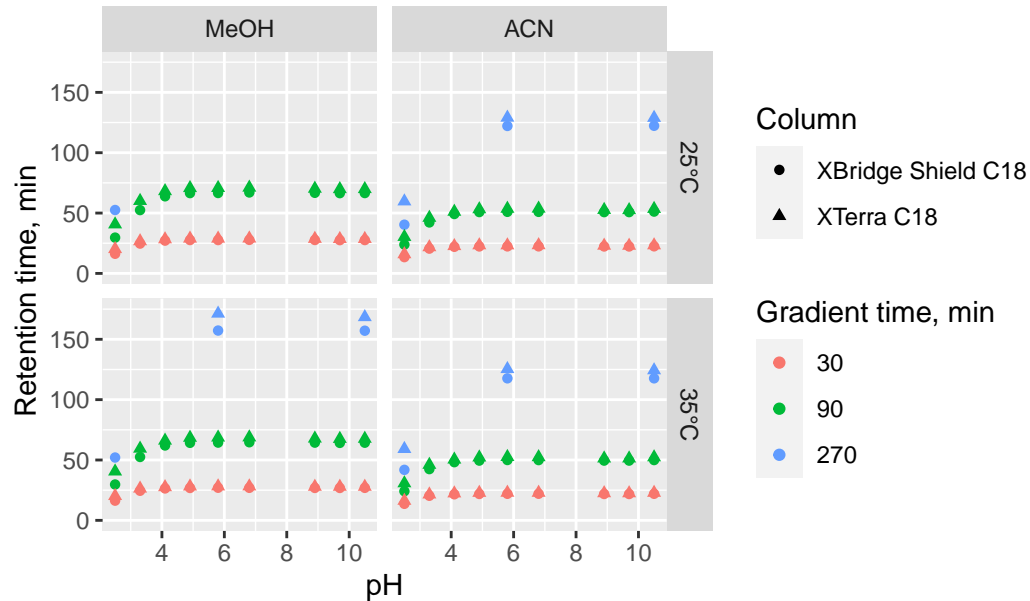 MeOH
ACN
150
100
50
0
25°C
150
100
50
0
35°C
4
6
8
10
4
6
8
10
pH
Retention time, min
Column
XBridge Shield C18
XTerra C18
Gradient time, min
30
90
270